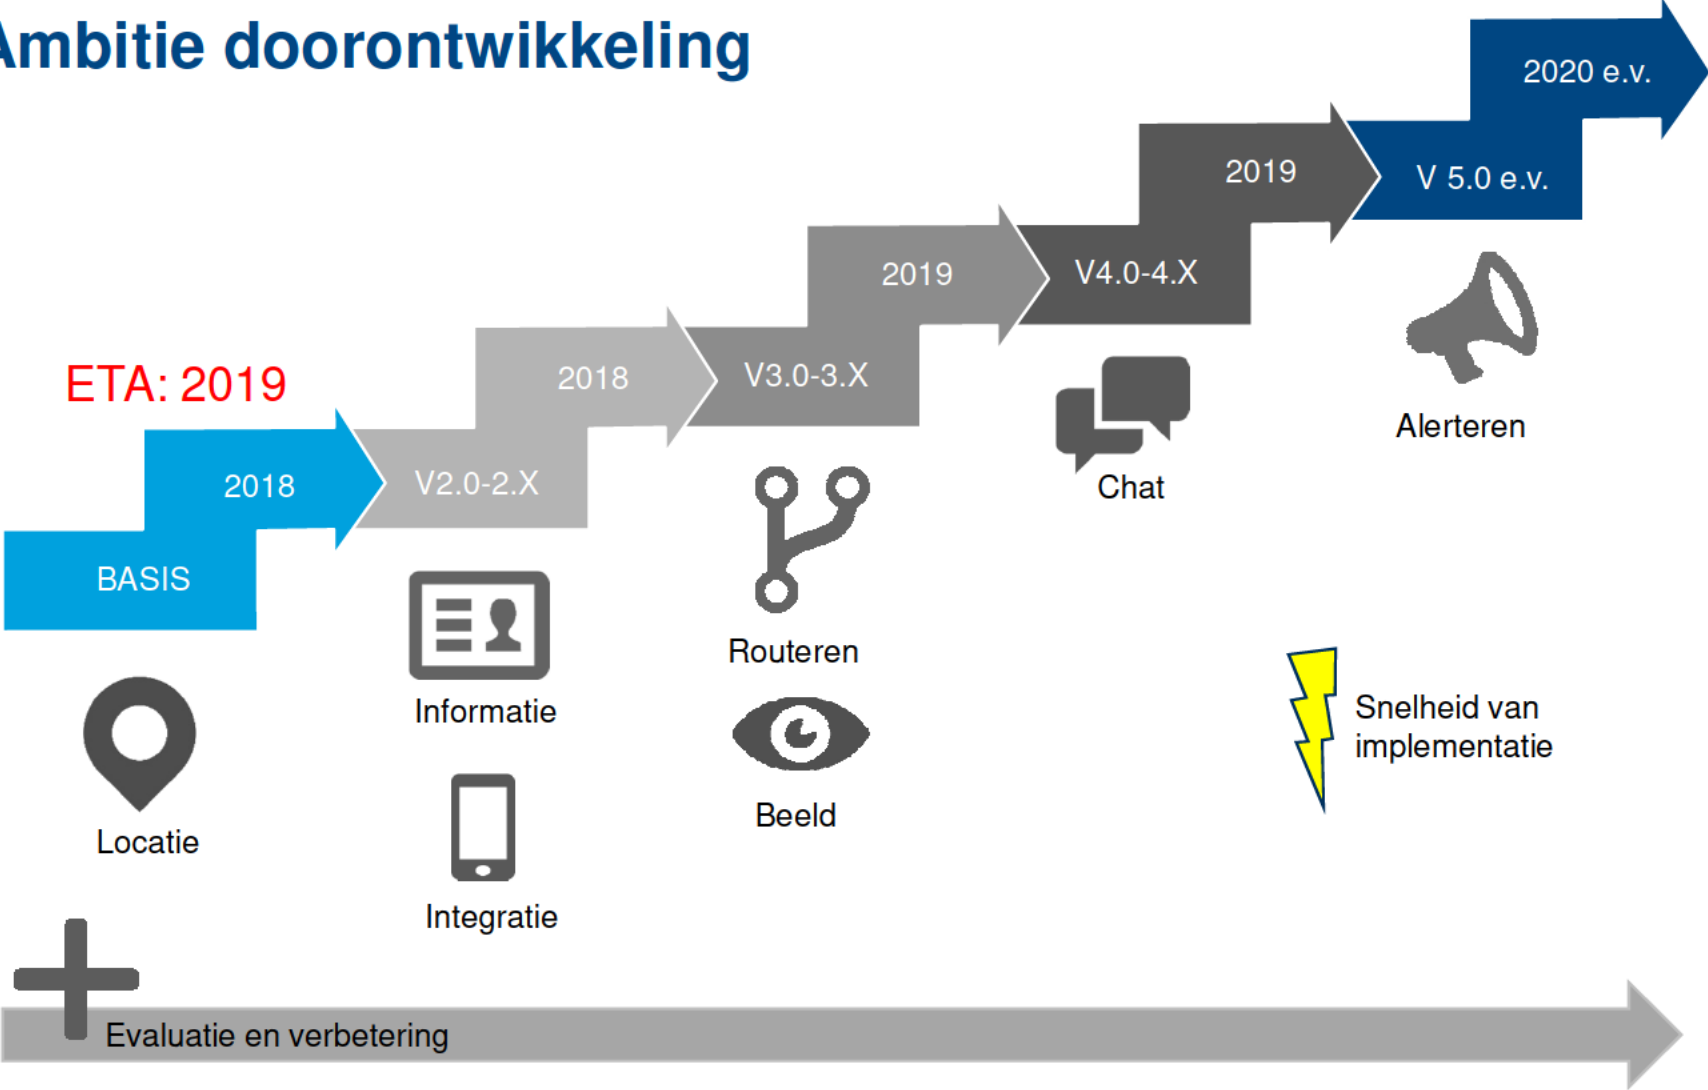 Ambitie doorontwikkeling
2020 e.v.
V 5.0 e.v.
2019
V4.0-4.X
2019
V3.0-3.X
2018
V2.0-2.X
ETA: 2019
2018
BASIS
Locatie
Informatie
Integratie
Routeren
Beeld
Chat
Alerteren
Snelheid van
implementatie
Evaluatie en verbetering